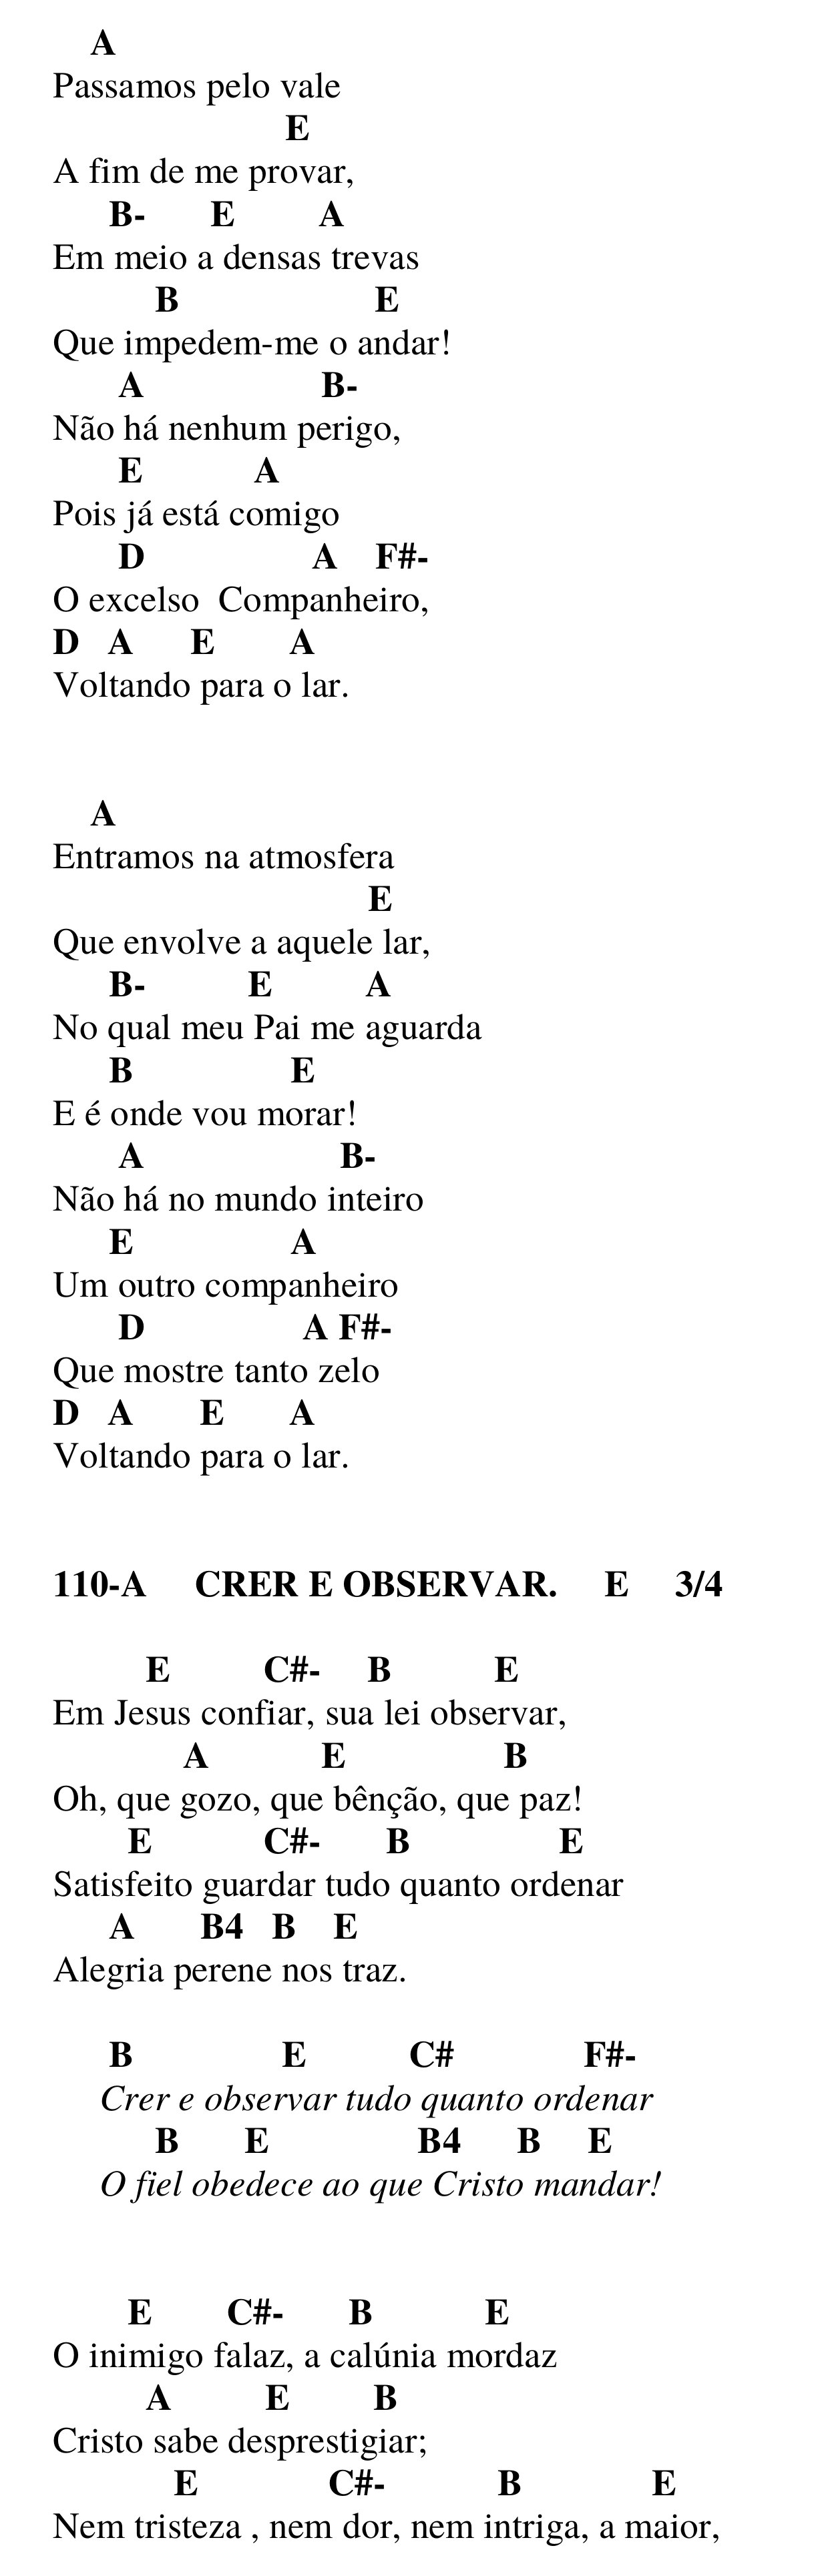 A
Passamos pelo vale
E
A fim de me provar,
B- E A
Em meio a densas trevas
B E
Que impedem-me o andar!
A B-
Não há nenhum perigo,
E A
Pois já está comigo
D A F#-
O excelso Companheiro,
D A E A
Voltando para o lar.
A
Entramos na atmosfera
E
Que envolve a aquele lar,
B- E A
No qual meu Pai me aguarda
B E
E é onde vou morar!
A B-
Não há no mundo inteiro
E A
Um outro companheiro
D A F#-
Que mostre tanto zelo
D A E A
Voltando para o lar.
110-A CRER E OBSERVAR. E 3/4
E C#- B E
Em Jesus confiar, sua lei observar,
A E B
Oh, que gozo, que bênção, que paz!
E C#- B E
Satisfeito guardar tudo quanto ordenar
A B4 B E
Alegria perene nos traz.
B E C# F#-
Crer e observar tudo quanto ordenar
B E B4 B E
O fiel obedece ao que Cristo mandar!
E C#- B E
O inimigo falaz, a calúnia mordaz
A E B
Cristo sabe desprestigiar;
E C#- B E
Nem tristeza , nem dor, nem intriga, a maior,